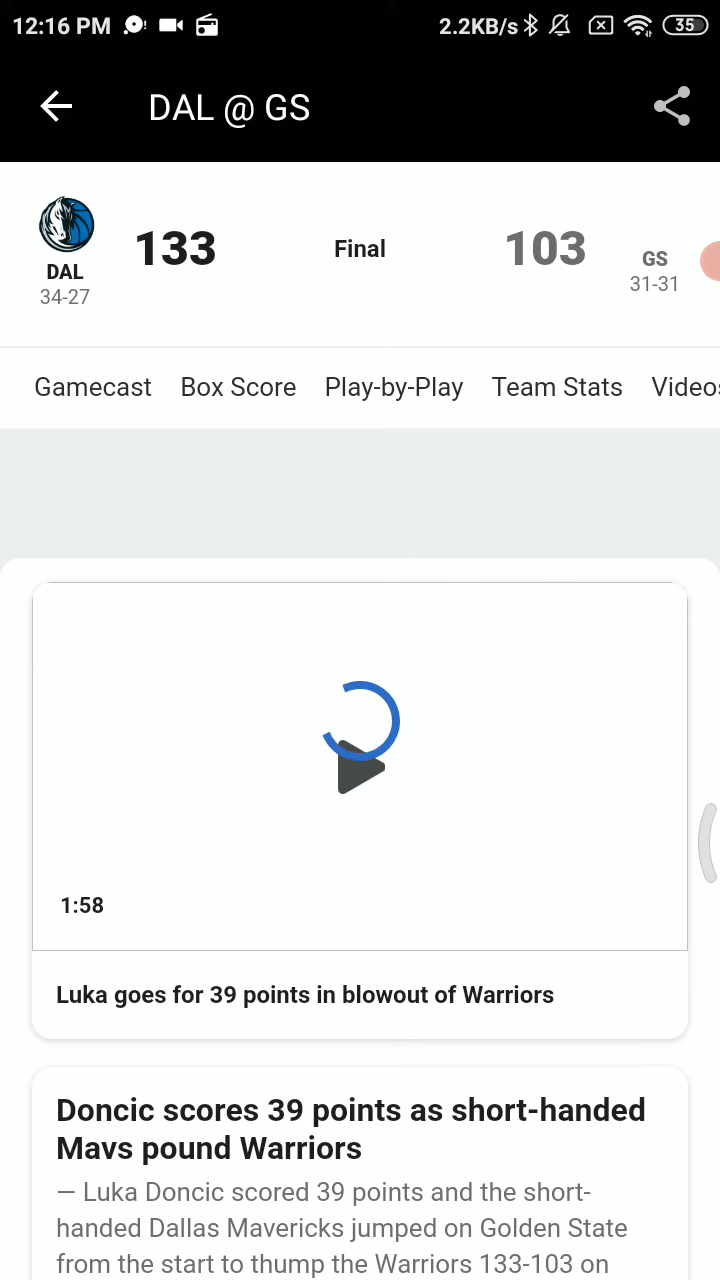 12:16 PM 2.2KB/s 35
DAL @ GS
133 Final 103
DAL GS
34-27 31-31
Gamecast Box Score Play-by-Play Team Stats Videos
1:58
Luka goes for 39 points in blowout of Warriors
Doncic scores 39 points as short-handed
Mavs pound Warriors
— Luka Doncic scored 39 points and the short-
handed Dallas Mavericks jumped on Golden State
from the start to thump the Warriors 133-103 on